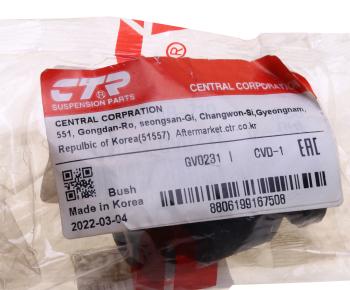 ®
CTR
SUSPENSION PARTS
CENTRAL CORPORATION
CENTRAL CORPRATION
551, Gongdan-Ro, seongsan-Gi, Changwon-Si,Gyeongnam,
Repulbic of Korea(51557) Aftermarket.ctr.co.kr
GV0231 | CVD-1 EAC
Bush
Made in Korea
2022-03-04
8806199167508